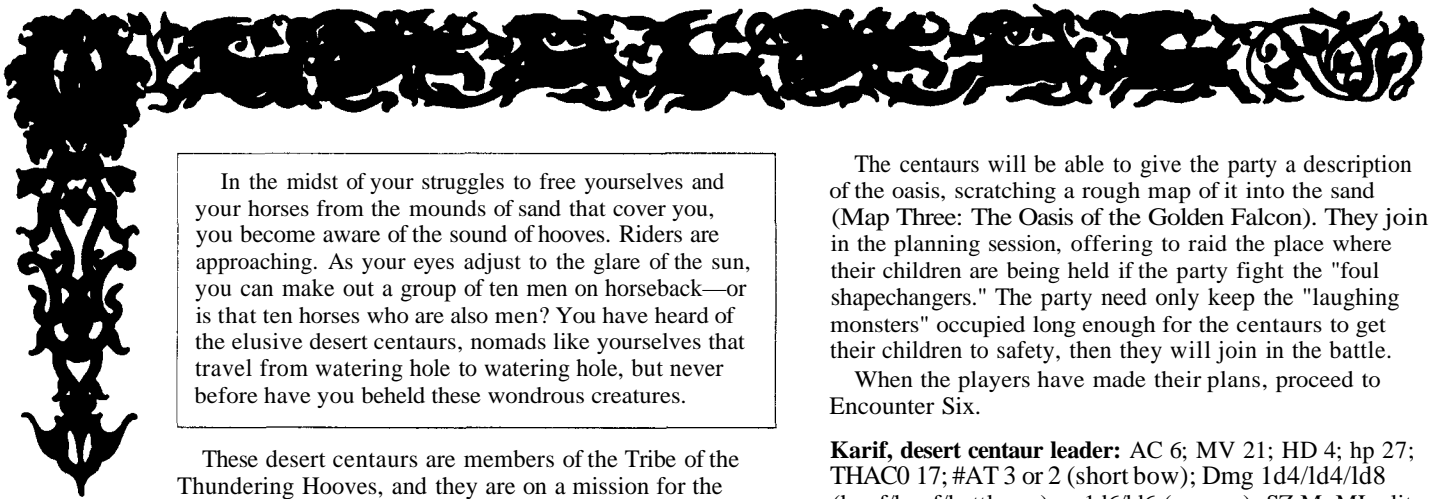 In the midst of your struggles to free yourselves and
your horses from the mounds of sand that cover you,
you become aware of the sound of hooves. Riders are
approaching. As your eyes adjust to the glare of the sun,
you can make out a group of ten men on horseback—or
is that ten horses who are also men? You have heard of
the elusive desert centaurs, nomads like yourselves that
travel from watering hole to watering hole, but never
before have you beheld these wondrous creatures.
These desert centaurs are members of the Tribe of the
Thundering Hooves, and they are on a mission for the
The centaurs will be able to give the party a description
of the oasis, scratching a rough map of it into the sand
(Map Three: The Oasis of the Golden Falcon). They join
in the planning session, offering to raid the place where
their children are being held if the party fight the "foul
shapechangers." The party need only keep the "laughing
monsters" occupied long enough for the centaurs to get
their children to safety, then they will join in the battle.
When the players have made their plans, proceed to
Encounter Six.
Karif, desert centaur leader: AC 6; MV 21; HD 4; hp 27;
THAC0 17; #AT 3 or 2 (short bow); Dmg 1d4/ld4/ld8